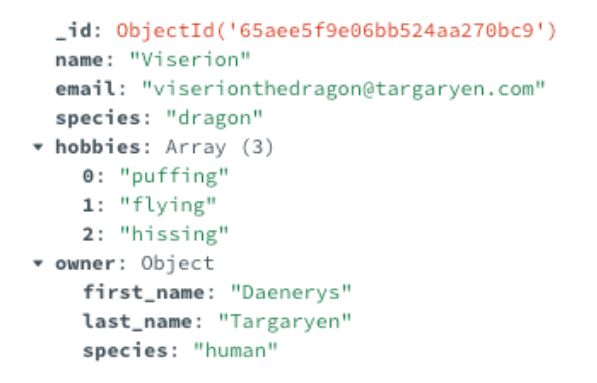 _id: ObjectId('65aee5f9e06bb524aa270bc9')
name: "Viserion"
email: "viserionthedragon@targaryen.com"
species: "dragon"
hobbies: Array (3)
0: "puffing"
1: "flying"
2: "hissing"
owner: Object
first_name: "Daenerys"
last_name: "Targaryen"
species: "human"